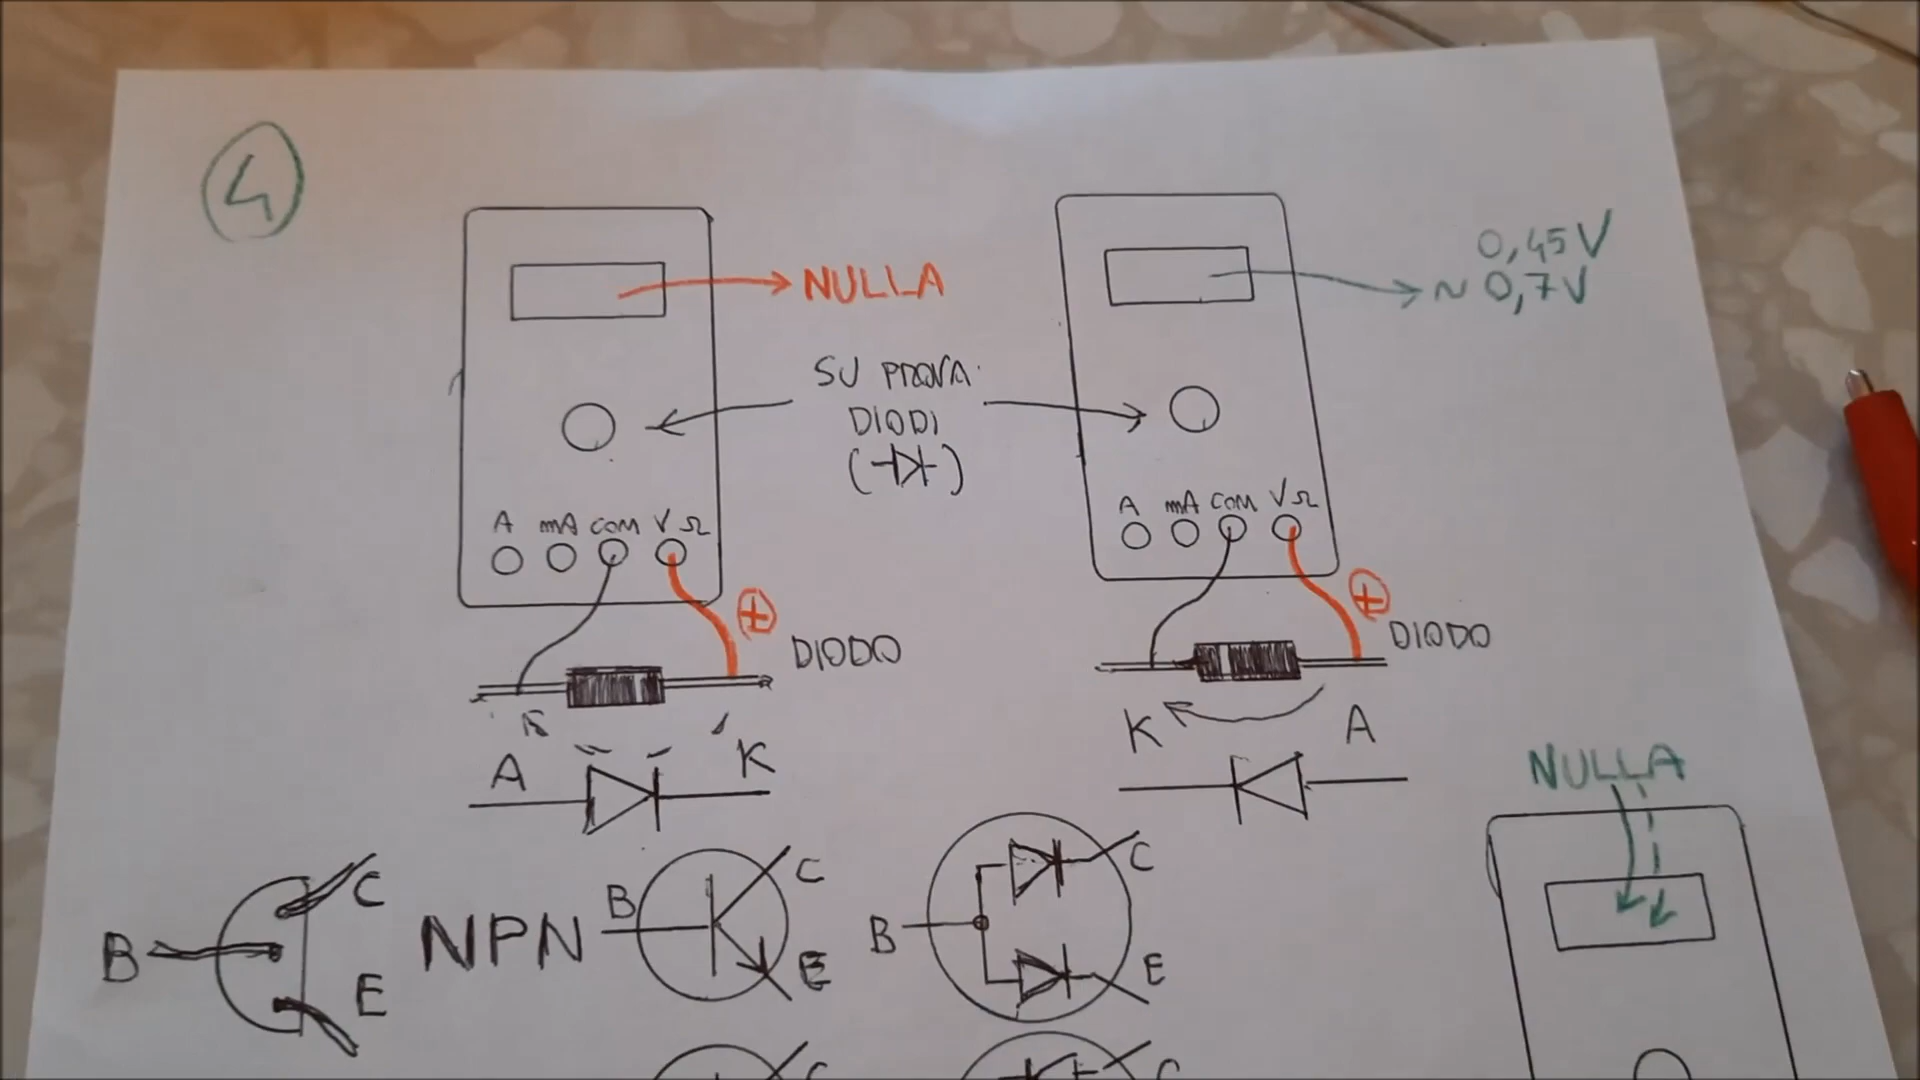 4
NULLA
0,45V
~ 0,7V
SU PROVA
DIODI
A mA COM VΩ
A mA COM VΩ
+
DIODO
+
DIODO
A K
K A
NULLA
B C E
NPN
B C E
B C E
C
C